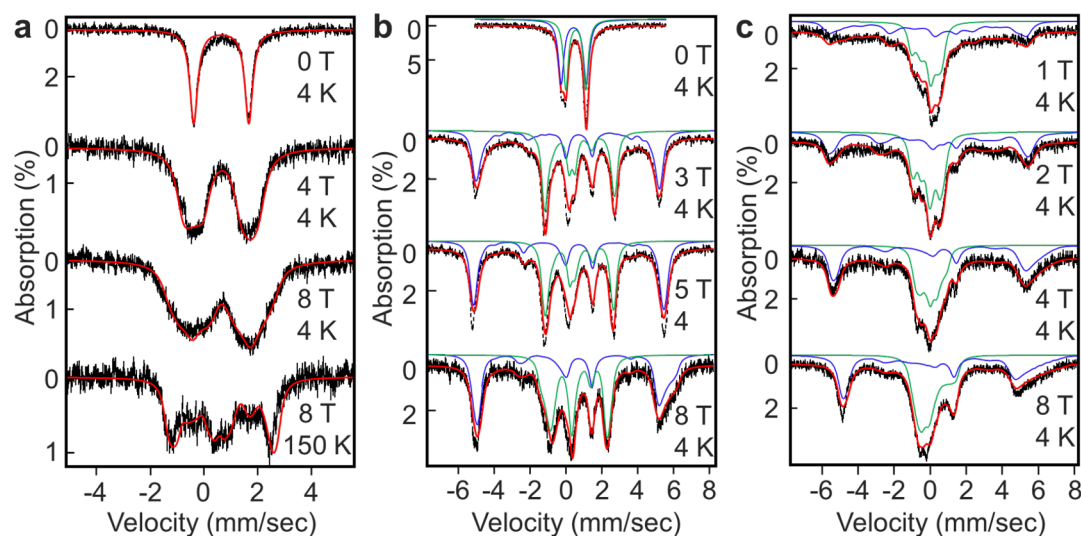 a
Absorption (%)
0
2
0 T
4 K
0
1
4 T
4 K
0
1
8 T
4 K
0
1
8 T
150 K
-4 -2 0 2 4
Velocity (mm/sec)
b
Absorption (%)
0
5
0 T
4 K
0
2
3 T
4 K
0
2
5 T
4
0
2
8 T
4 K
-6 -4 -2 0 2 4 6 8
Velocity (mm/sec)
c
Absorption (%)
0
2
1 T
4 K
0
2
2 T
4 K
0
2
4 T
4 K
0
2
8 T
4 K
-6 -4 -2 0 2 4 6 8
Velocity (mm/sec)